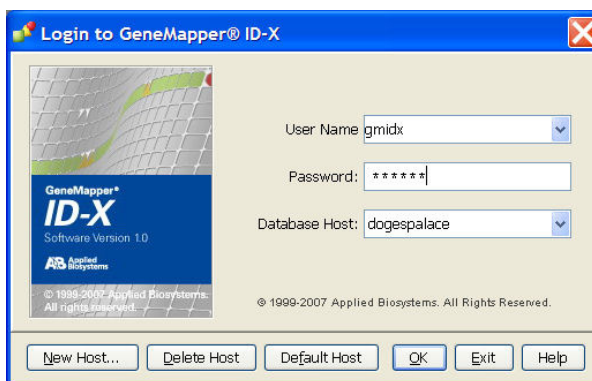 Login to GeneMapper® ID-X
GeneMapper®
ID-X
Software Version 1.0
AB Applied Biosystems
© 1999-2007 Applied Biosystems.
All rights reserved.
User Name gmidx
Password: ******
Database Host: dogespalace
© 1999-2007 Applied Biosystems. All Rights Reserved.
New Host... Delete Host Default Host OK Exit Help